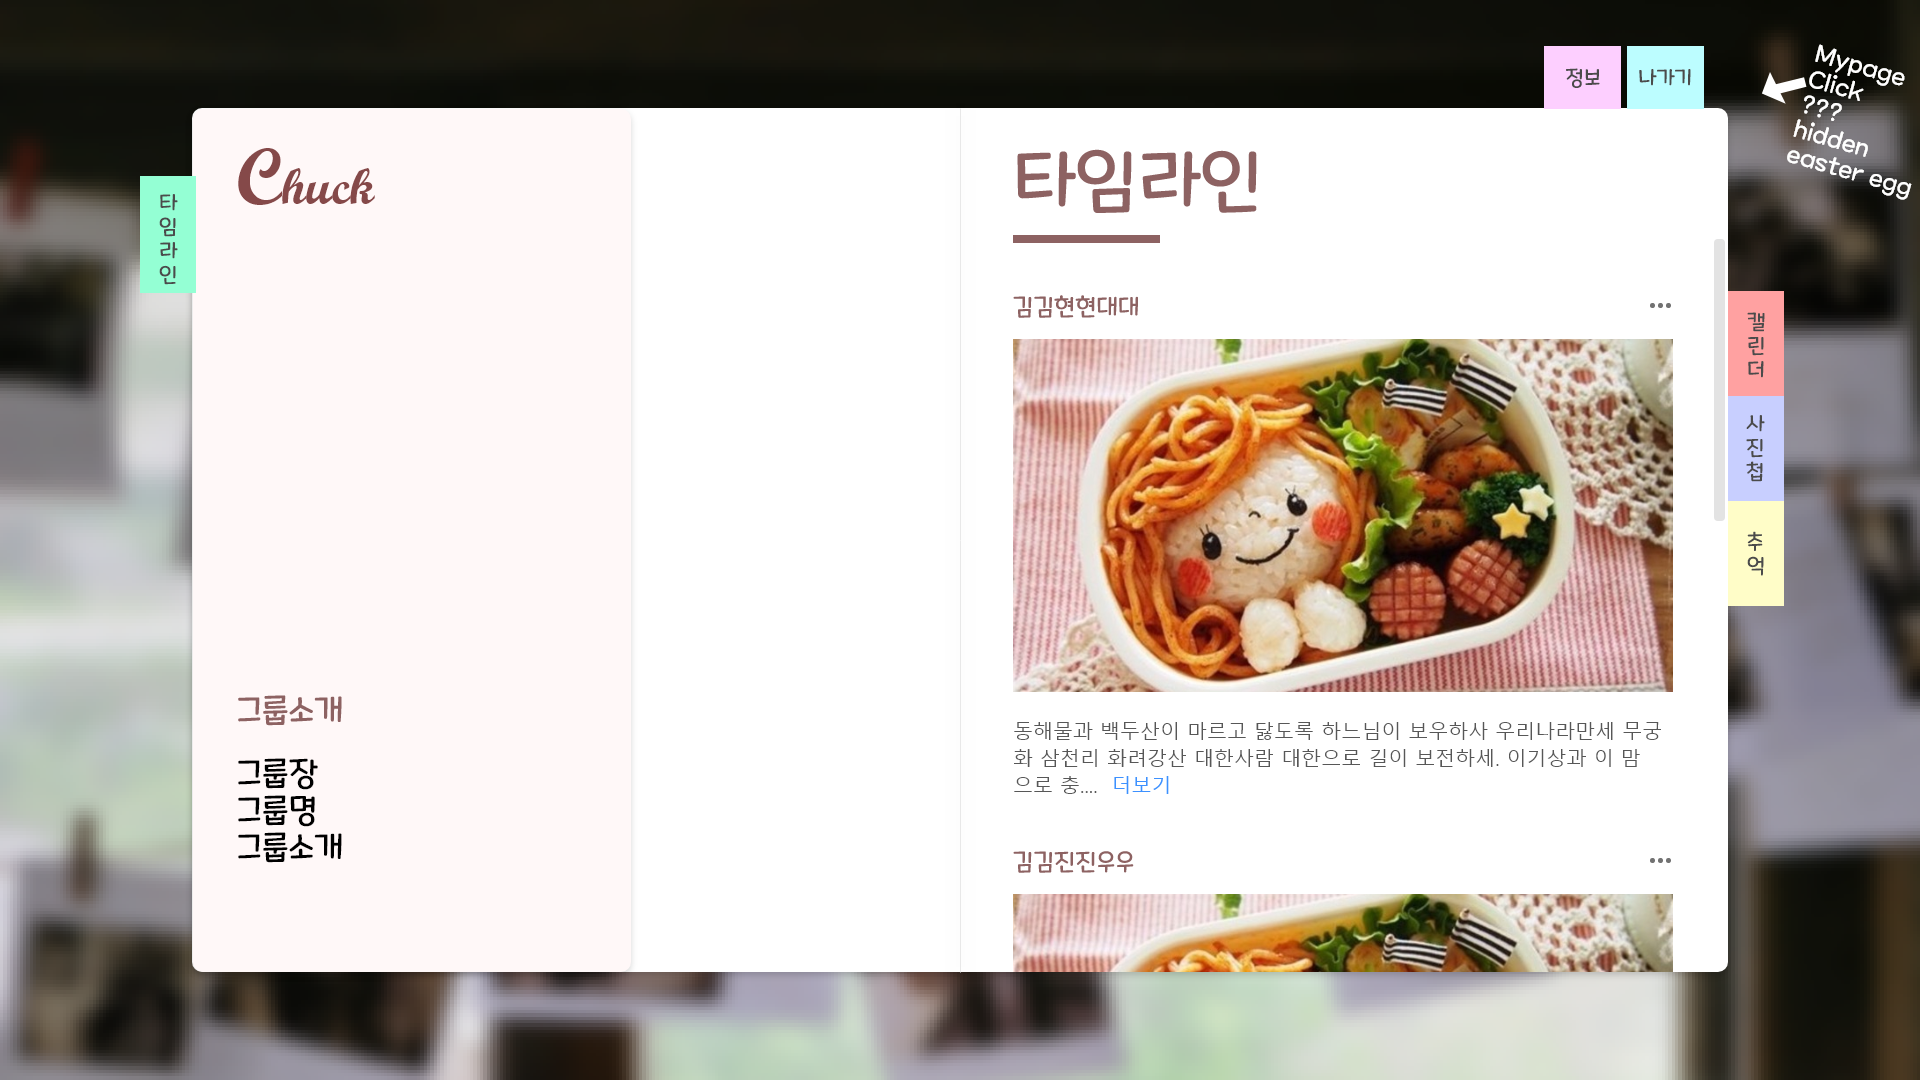 정보
나가기
Mypage
Click
???
hidden
easter egg
Chuck
타임라인
타임라인
김김현현대대
동해물과 백두산이 마르고 닳도록 하느님이 보우하사 우리나라만세 무궁
화 삼천리 화려강산 대한사람 대한으로 길이 보전하세. 이기상과 이 맘
으로 충.... 더보기
김김진진우우
캘린더
사진첩
추억
그룹소개
그룹장
그룹명
그룹소개